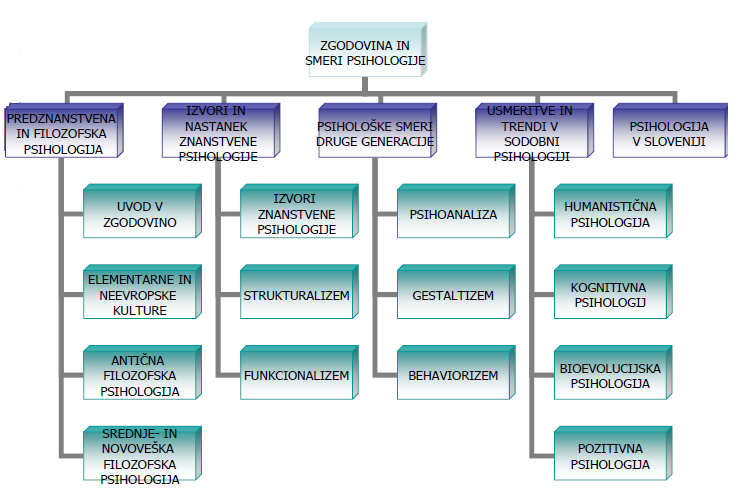 ZGODOVINA IN
SMERI PSIHOLOGIJE
PREDZNANSTVENA
IN FILOZOFSKA
PSIHOLOGIJA
IZVORI IN
NASTANEK
ZNANSTVENE
PSIHOLOGIJE
PSIHOLOŠKE SMERI
DRUGE GENERACIJE
USMERITVE IN
TRENDI V
SODOBNI
PSIHOLOGIJI
PSIHOLOGIJA
V SLOVENIJI
UVOD V
ZGODOVINO
IZVORI
ZNANSTVENE
PSIHOLOGIJE
PSIHOANALIZA
HUMANISTIČNA
PSIHOLOGIJA
ELEMENTARNE IN
NEEVROPSKE
KULTURE
STRUKTURALIZEM
GESTALTIZEM
KOGNITIVNA
PSIHOLOGIJ
ANTIČNA
FILOZOFSKA
PSIHOLOGIJA
FUNKCIONALIZEM
BEHAVIORIZEM
BIOEVOLUCIJSKA
PSIHOLOGIJA
SREDNJE- IN
NOVOVEŠKA
FILOZOFSKA
PSIHOLOGIJA
POZITIVNA
PSIHOLOGIJA